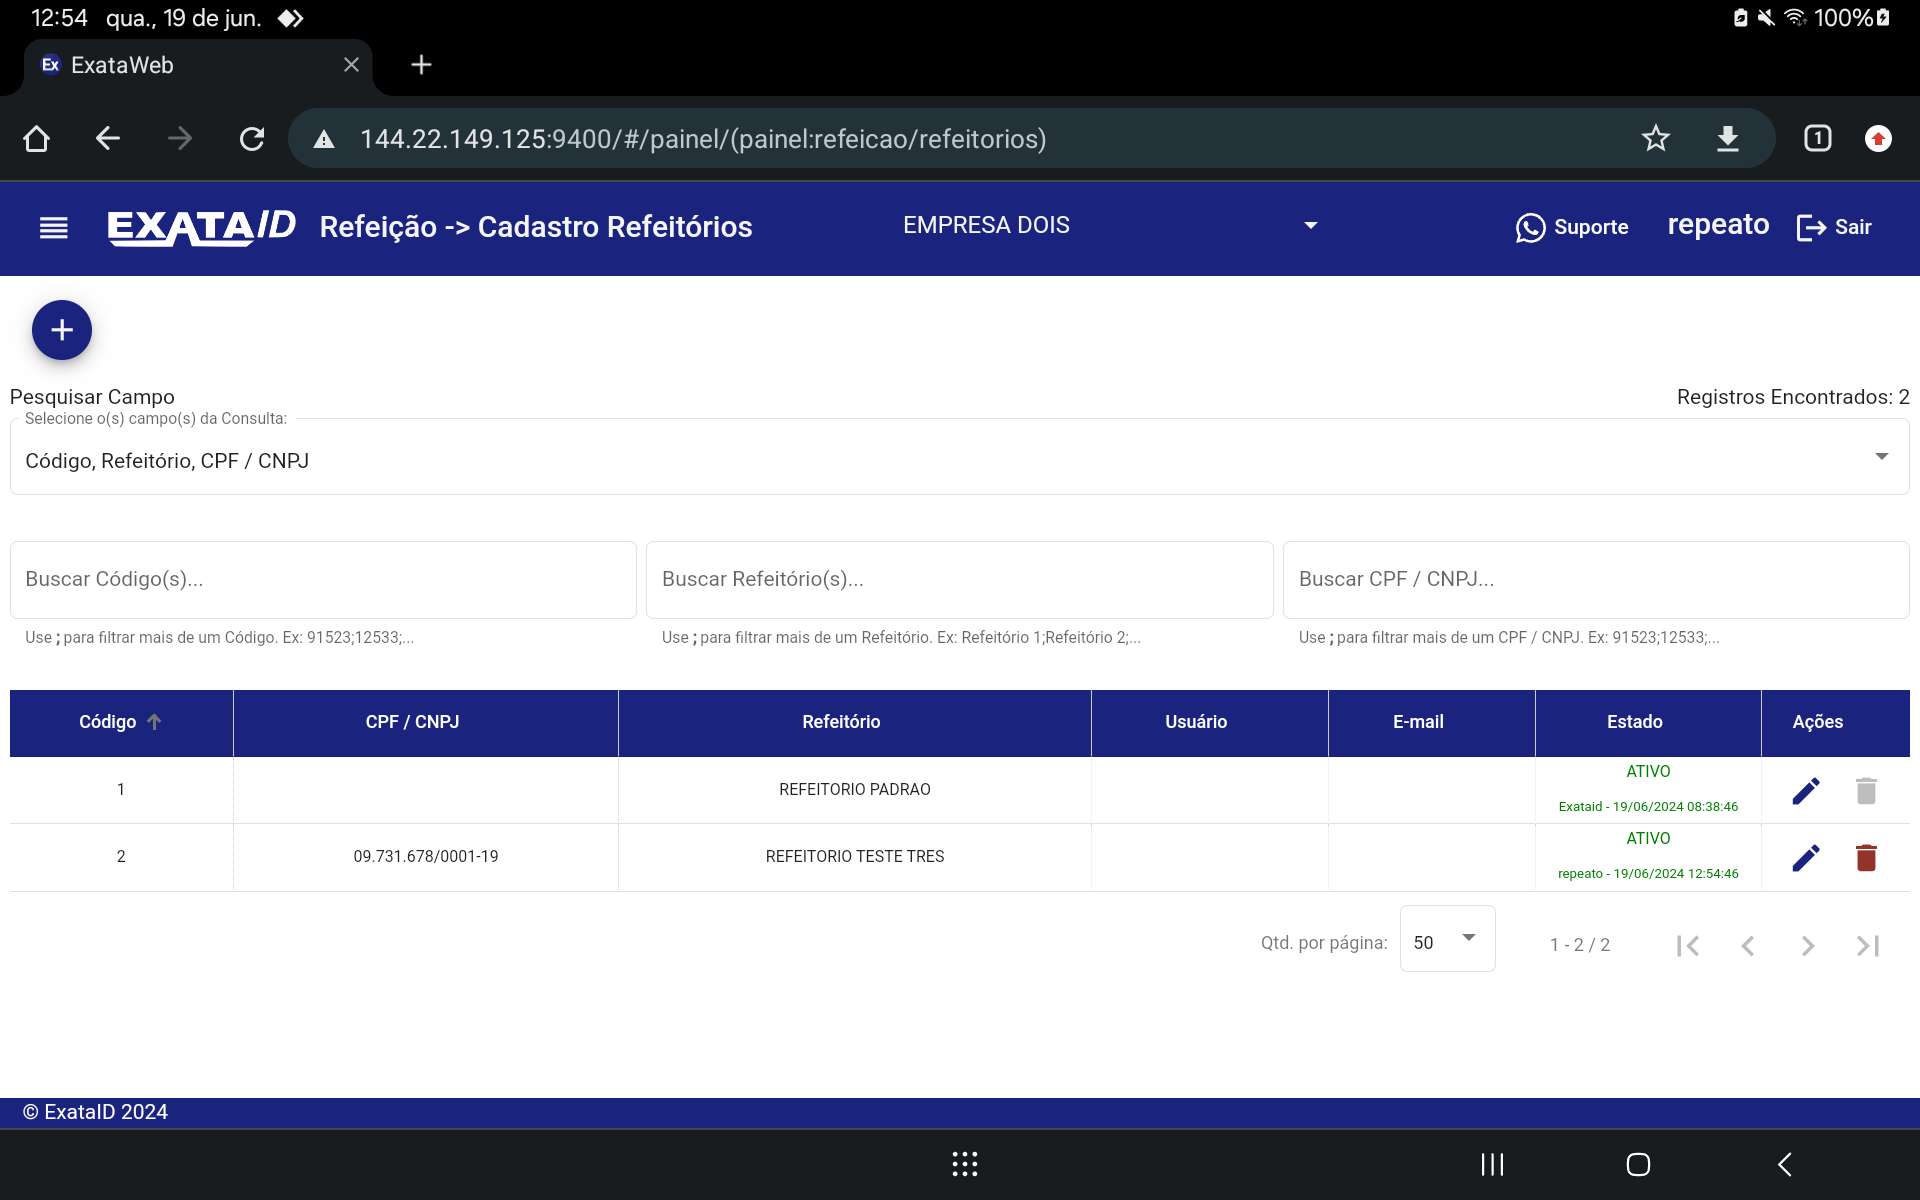 12:54 qua., 19 de jun. 100%
Ex ExataWeb
144.22.149.125:9400/#/painel/(painel:refeicao/refeitorios) 1
EXATAID Refeição -> Cadastro Refeitórios EMPRESA DOIS Suporte repeato Sair
Pesquisar Campo Registros Encontrados: 2
Selecione o(s) campo(s) da Consulta:
Código, Refeitório, CPF / CNPJ
Buscar Código(s)... Buscar Refeitório(s)... Buscar CPF / CNPJ...
Use ; para filtrar mais de um Código. Ex: 91523;12533;... Use ; para filtrar mais de um Refeitório. Ex: Refeitório 1;Refeitório 2;... Use ; para filtrar mais de um CPF / CNPJ. Ex: 91523;12533;...
Código CPF / CNPJ Refeitório Usuário E-mail Estado Ações
1 REFEITORIO PADRAO ATIVO
Exataid - 19/06/2024 08:38:46
2 09.731.678/0001-19 REFEITORIO TESTE TRES ATIVO
repeato - 19/06/2024 12:54:46
Qtd. por página: 50 1 - 2 / 2
© ExataID 2024